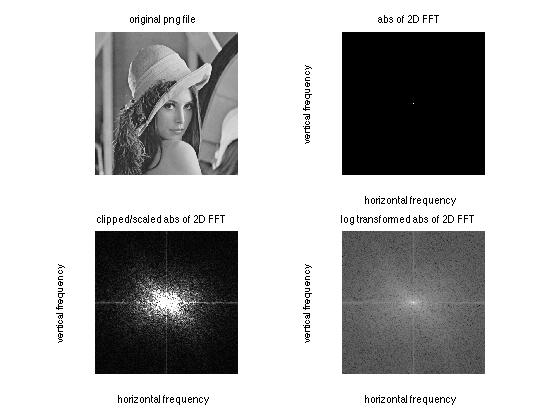 original png file
abs of 2D FFT
vertical frequency
horizontal frequency
clipped/scaled abs of 2D FFT
log transformed abs of 2D FFT
vertical frequency
vertical frequency
horizontal frequency
horizontal frequency